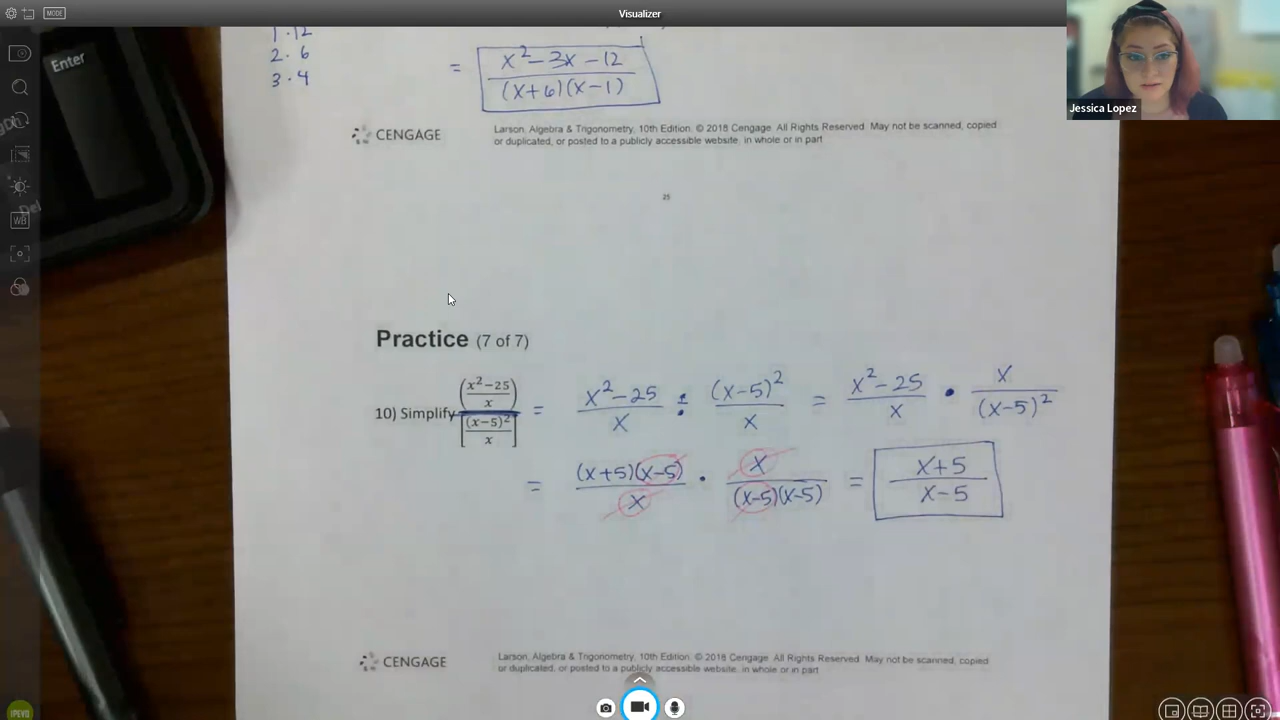 MODE
Visualizer
Jessica Lopez
Enter
Del
WB
1 · 12
2 · 6
3 · 4
= x² - 3x - 12
(x+6)(x-1)
CENGAGE
Larson, Algebra & Trigonometry, 10th Edition. © 2018 Cengage. All Rights Reserved. May not be scanned, copied
or duplicated, or posted to a publicly accessible website, in whole or in part
25
Practice (7 of 7)
10) Simplify ((x²-25)/x) / [(x-5)²/x] = (x²-25)/x ÷ (x-5)²/x = (x²-25)/x • x/(x-5)²
= (x+5)(x-5)/x • x/(x-5)(x-5) = (x+5)/(x-5)
CENGAGE
Larson, Algebra & Trigonometry, 10th Edition. © 2018 Cengage. All Rights Reserved. May not be scanned, copied
or duplicated, or posted to a publicly accessible website, in whole or in part
IPEVO